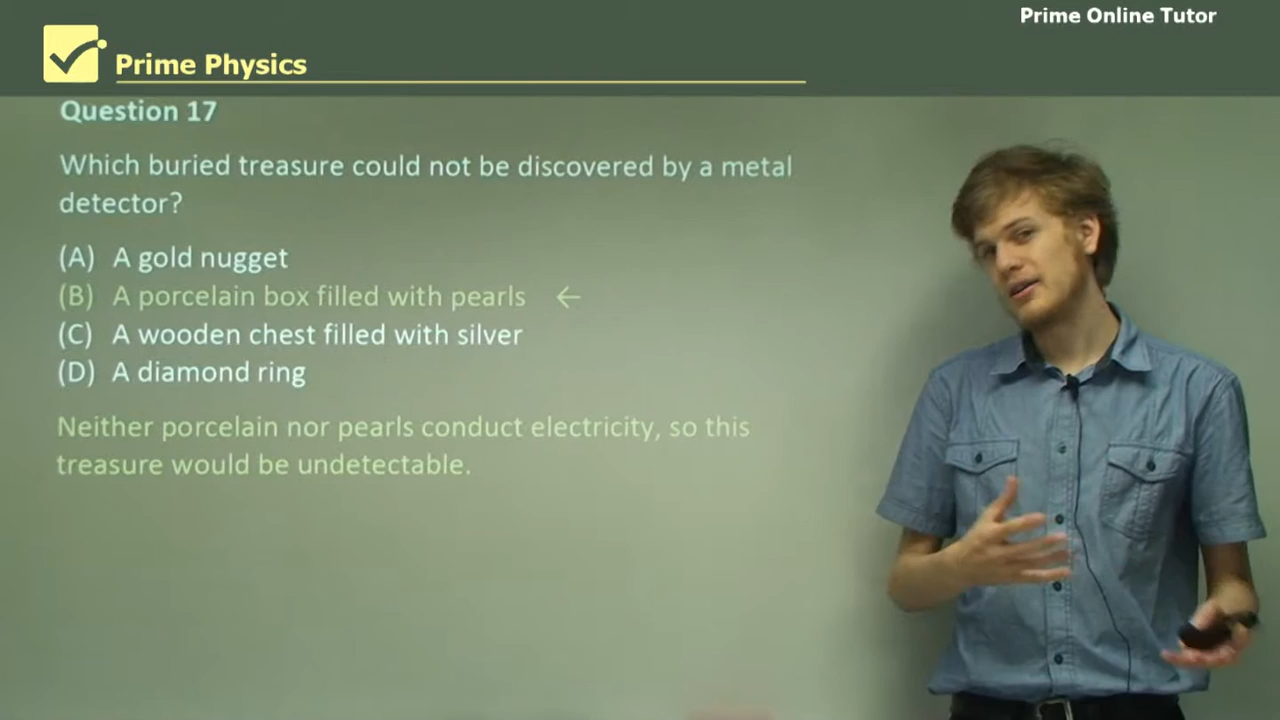 Prime Online Tutor
Prime Physics
Question 17
Which buried treasure could not be discovered by a metal
detector?
(A) A gold nugget
(B) A porcelain box filled with pearls ←
(C) A wooden chest filled with silver
(D) A diamond ring
Neither porcelain nor pearls conduct electricity, so this
treasure would be undetectable.